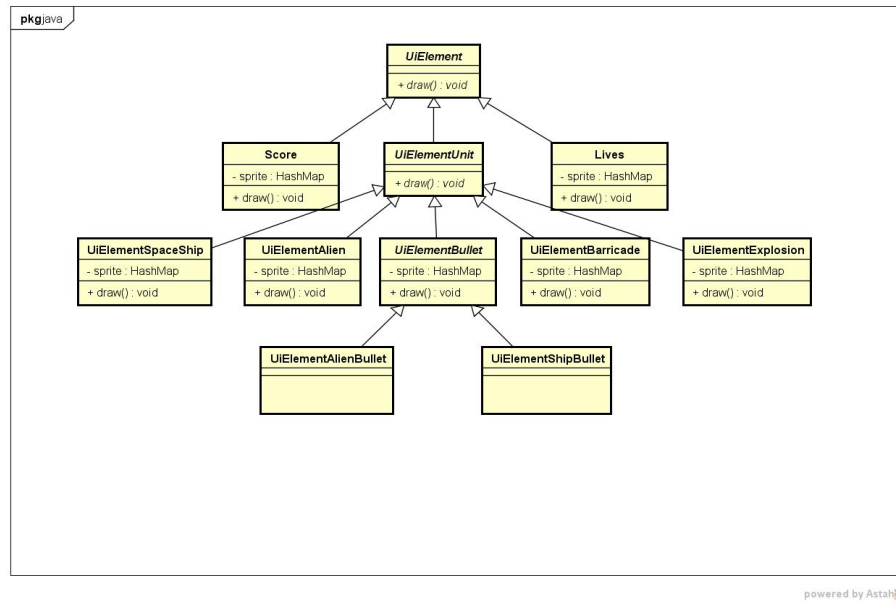 pkg java
UiElement
+ draw() : void
Score
- sprite : HashMap
+ draw() : void
UiElementUnit
+ draw() : void
Lives
- sprite : HashMap
+ draw() : void
UiElementSpaceShip
- sprite : HashMap
+ draw() : void
UiElementAlien
- sprite : HashMap
+ draw() : void
UiElementBullet
- sprite : HashMap
+ draw() : void
UiElementBarricade
- sprite : HashMap
+ draw() : void
UiElementExplosion
- sprite : HashMap
+ draw() : void
UiElementAlienBullet
UiElementShipBullet
powered by Astah